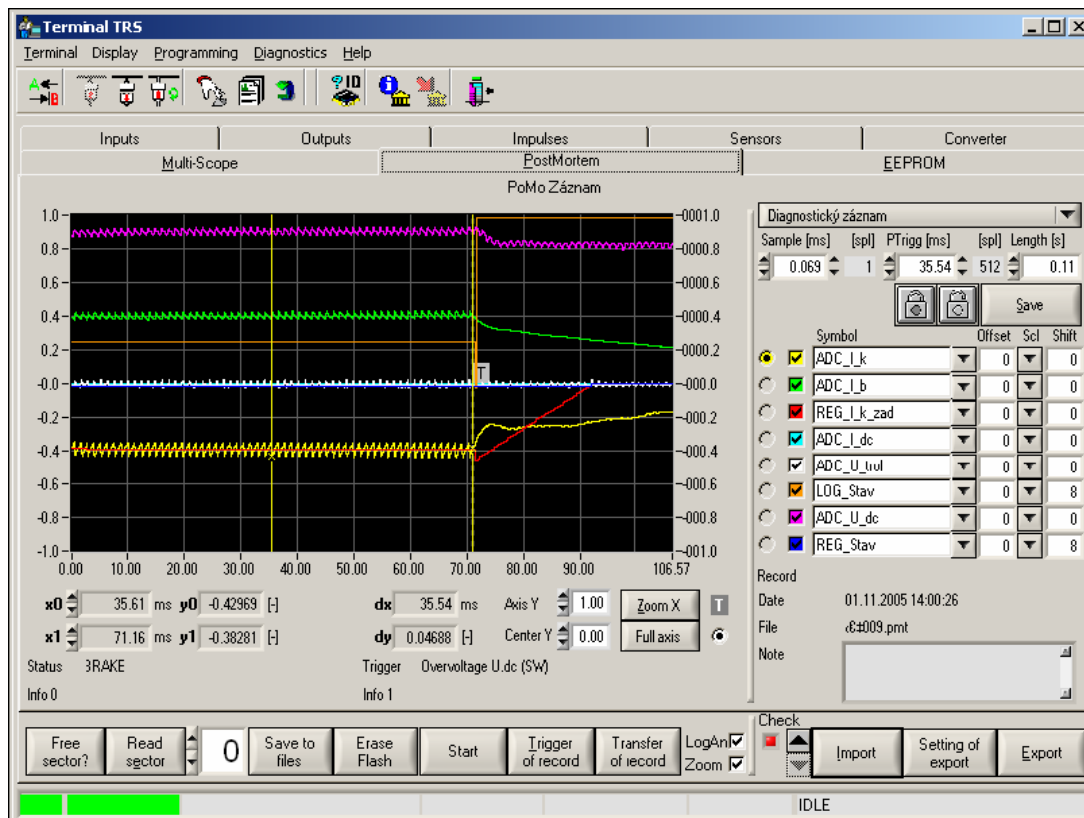 Terminal TRS
Terminal Display Programming Diagnostics Help
A B ?ID
Inputs Outputs Impulses Sensors Converter
Multi-Scope PostMortem EEPROM
PoMo Záznam
1.0 -0001.0
0.8 -0000.8
0.6 -0000.6
0.4 -0000.4
0.2 -0000.2
-0.0 -000.0
-0.2 -000.2
-0.4 -000.4
-0.6 -000.6
-0.8 -000.8
-1.0 -001.0
T
0.00 10.00 20.00 30.00 40.00 50.00 60.00 70.00 80.00 90.00 106.57
x0 35.61 ms y0 -0.42969 [-] dx 35.54 ms Axis Y 1.00 Zoom X T
x1 71.16 ms y1 -0.38281 [-] dy 0.04688 [-] Center Y 0.00 Full axis
Status BRAKE Trigger Overvoltage U.dc (SW)
Info 0 Info 1
Diagnostický záznam
Sample [ms] [spl] PTrigg [ms] [spl] Length [s]
0.069 1 35.54 512 0.11
Save
Symbol Offset Scl Shift
ADC_I_k 0 0
ADC_I_b 0 0
REG_I_k_zad 0 0
ADC_I_dc 0 0
ADC_U_trol 0 0
LOG_Stav 0 8
ADC_U_dc 0 0
REG_Stav 0 8
Record
Date 01.11.2005 14:00:26
File 009.pmt
Note
Free sector?
Read sector
0
Save to files
Erase Flash
Start
Trigger of record
Transfer of record
LogAn
Zoom
Check
Import
Setting of export
Export
IDLE